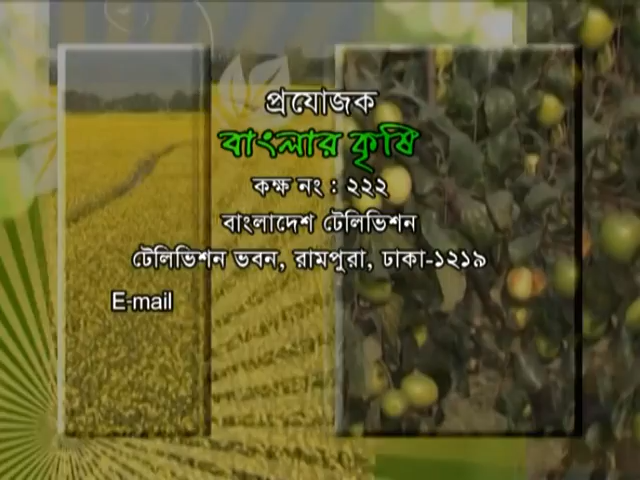 প্রযোজক
বাংলার কৃষি
কক্ষ নং : ২২২
বাংলাদেশ টেলিভিশন
টেলিভিশন ভবন, রামপুরা, ঢাকা-১২১৯
E-mail